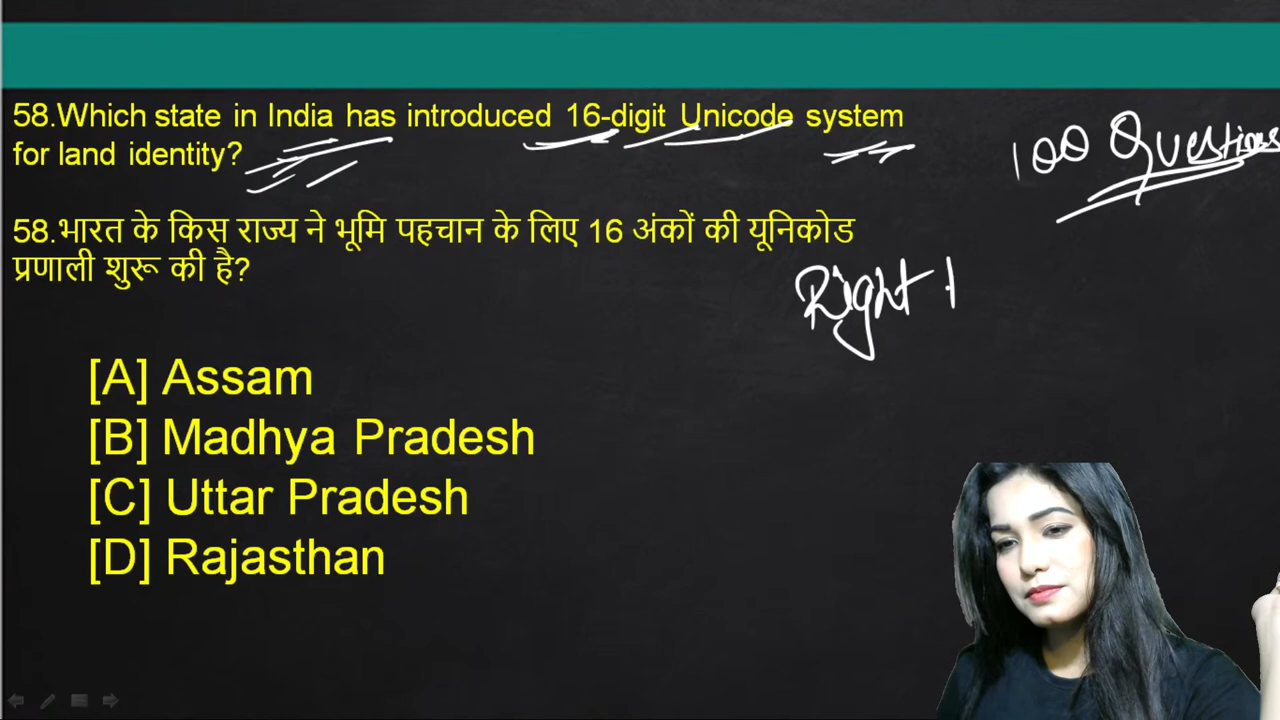 58.Which state in India has introduced 16-digit Unicode system
for land identity?
100 Questions
58.भारत के किस राज्य ने भूमि पहचान के लिए 16 अंकों की यूनिकोड
प्रणाली शुरू की है?
Right
[A] Assam
[B] Madhya Pradesh
[C] Uttar Pradesh
[D] Rajasthan